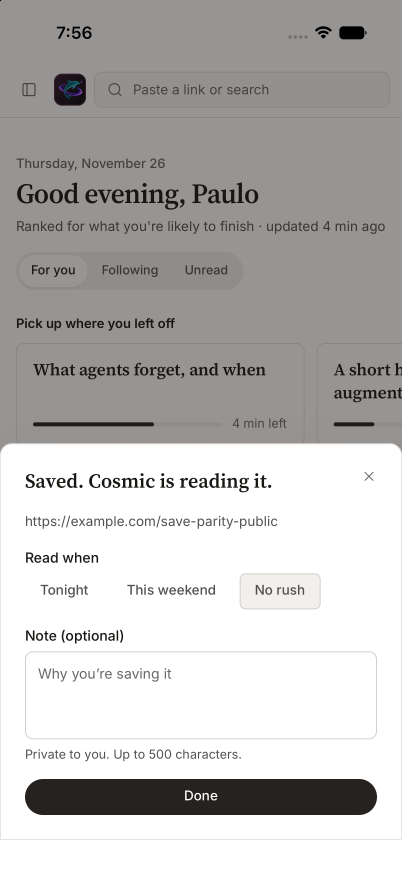 7:56
Paste a link or search
Thursday, November 26
Good evening, Paulo
Ranked for what you're likely to finish · updated 4 min ago
For you
Following
Unread
Pick up where you left off
What agents forget, and when
4 min left
A short h
augment
Saved. Cosmic is reading it.
https://example.com/save-parity-public
Read when
Tonight
This weekend
No rush
Note (optional)
Why you’re saving it
Private to you. Up to 500 characters.
Done